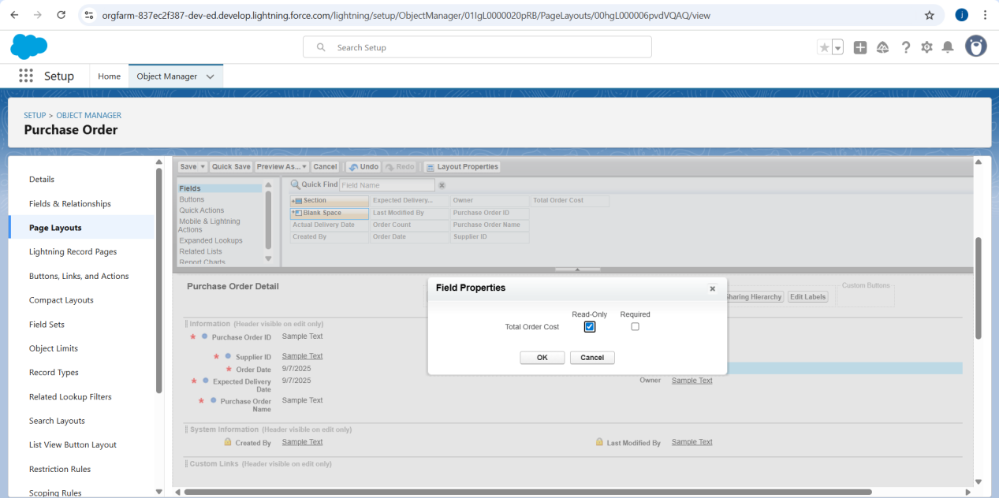 orgfarm-837ec2f387-dev-ed.develop.lightning.force.com/lightning/setup/ObjectManager/01IgL0000020pRB/PageLayouts/00hgL000006pvdVQAQ/view
j
Search Setup
Setup
Home
Object Manager
SETUP > OBJECT MANAGER
Purchase Order
Details
Fields & Relationships
Page Layouts
Lightning Record Pages
Buttons, Links, and Actions
Compact Layouts
Field Sets
Object Limits
Record Types
Related Lookup Filters
Search Layouts
List View Button Layout
Restriction Rules
Scoping Rules
Save
Quick Save
Preview As...
Cancel
Undo
Redo
Layout Properties
Fields
Buttons
Quick Actions
Mobile & Lightning
Actions
Expanded Lookups
Related Lists
Report Charts
Quick Find Field Name
Section Expected Delivery... Owner Total Order Cost
Blank Space Last Modified By Purchase Order ID
Actual Delivery Date Order Count Purchase Order Name
Created By Order Date Supplier ID
Purchase Order Detail
Custom Buttons
Sharing Hierarchy
Edit Labels
Field Properties
Read-Only Required
Total Order Cost
OK Cancel
Information (Header visible on edit only)
* Purchase Order ID Sample Text
* Supplier ID Sample Text
* Order Date 9/7/2025
* Expected Delivery 9/7/2025
Date
Owner Sample Text
* Purchase Order Sample Text
Name
System Information (Header visible on edit only)
Created By Sample Text
Last Modified By Sample Text
Custom Links (Header visible on edit only)